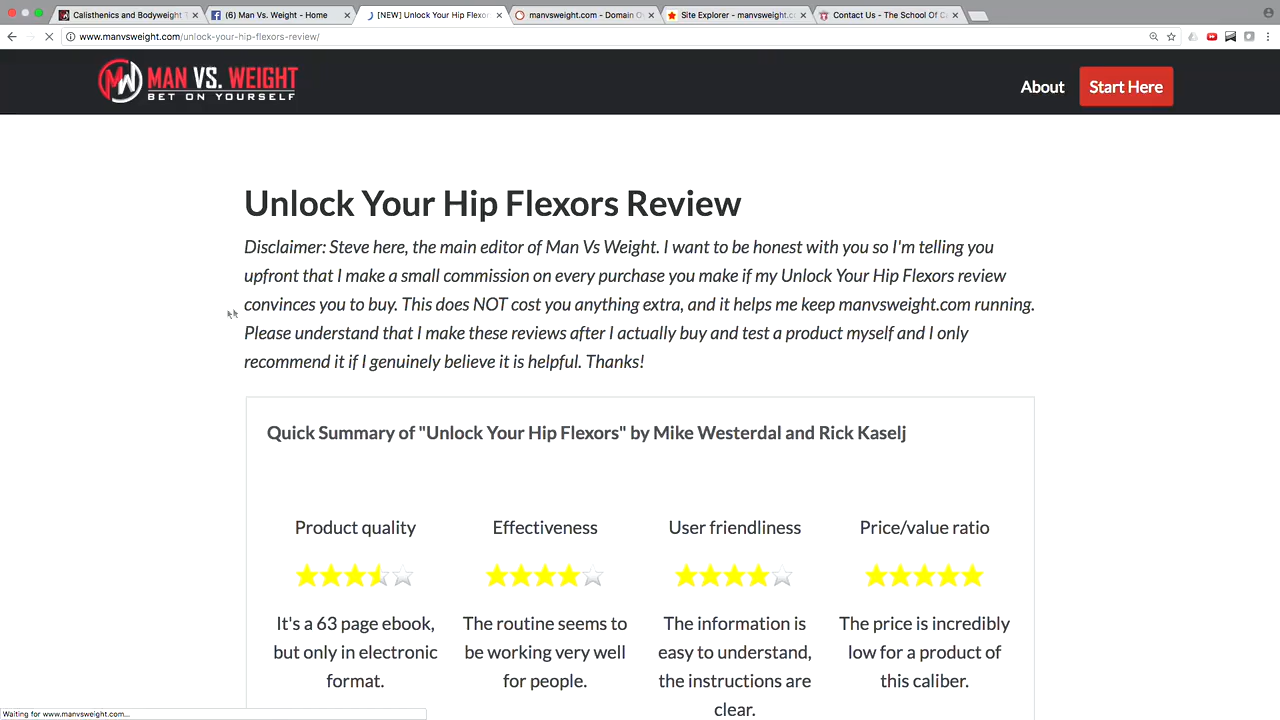 Calisthenics and Bodyweight T
(6) Man Vs. Weight - Home
[NEW] Unlock Your Hip Flexor
manvsweight.com - Domain O
Site Explorer - manvsweight.c
Contact Us - The School Of C
www.manvsweight.com/unlock-your-hip-flexors-review/
MAN VS. WEIGHT
BET ON YOURSELF
About
Start Here
Unlock Your Hip Flexors Review
Disclaimer: Steve here, the main editor of Man Vs Weight. I want to be honest with you so I'm telling you
upfront that I make a small commission on every purchase you make if my Unlock Your Hip Flexors review
convinces you to buy. This does NOT cost you anything extra, and it helps me keep manvsweight.com running.
Please understand that I make these reviews after I actually buy and test a product myself and I only
recommend it if I genuinely believe it is helpful. Thanks!
Quick Summary of "Unlock Your Hip Flexors" by Mike Westerdal and Rick Kaselj
Product quality
It's a 63 page ebook,
but only in electronic
format.
Effectiveness
The routine seems to
be working very well
for people.
User friendliness
The information is
easy to understand,
the instructions are
clear.
Price/value ratio
The price is incredibly
low for a product of
this caliber.
Waiting for www.manvsweight.com...